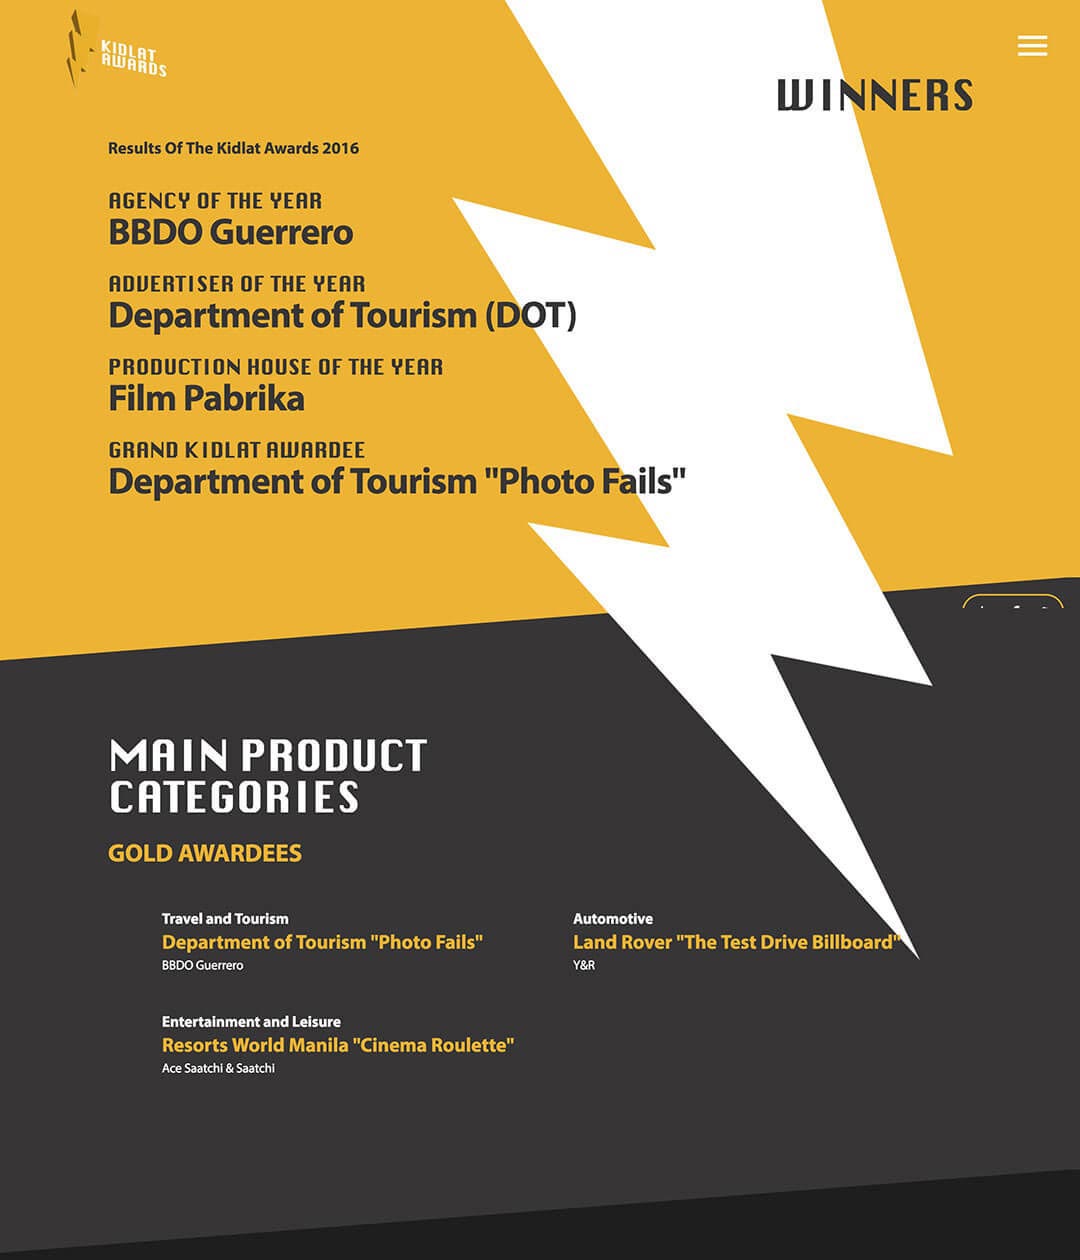 KIDLAT
AWARDS
WINNERS
Results Of The Kidlat Awards 2016
AGENCY OF THE YEAR
BBDO Guerrero
ADVERTISER OF THE YEAR
Department of Tourism (DOT)
PRODUCTION HOUSE OF THE YEAR
Film Pabrika
GRAND KIDLAT AWARDEE
Department of Tourism "Photo Fails"
MAIN PRODUCT
CATEGORIES
GOLD AWARDEES
Travel and Tourism
Department of Tourism "Photo Fails"
BBDO Guerrero
Automotive
Land Rover "The Test Drive Billboard"
Y&R
Entertainment and Leisure
Resorts World Manila "Cinema Roulette"
Ace Saatchi & Saatchi